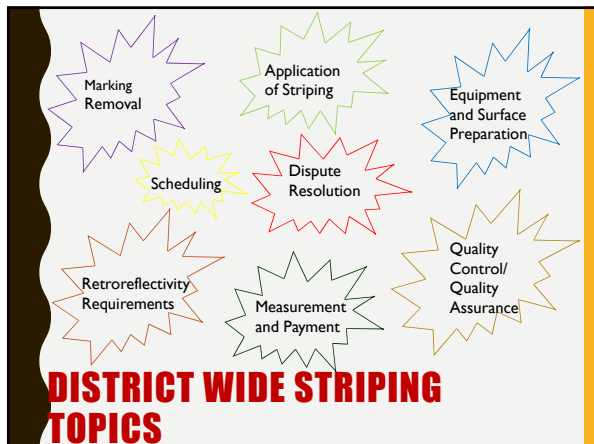 Marking
Removal
Application
of Striping
Equipment
and Surface
Preparation
Scheduling
Dispute
Resolution
Retroreflectivity
Requirements
Measurement
and Payment
Quality
Control/
Quality
Assurance
DISTRICT WIDE STRIPING
TOPICS